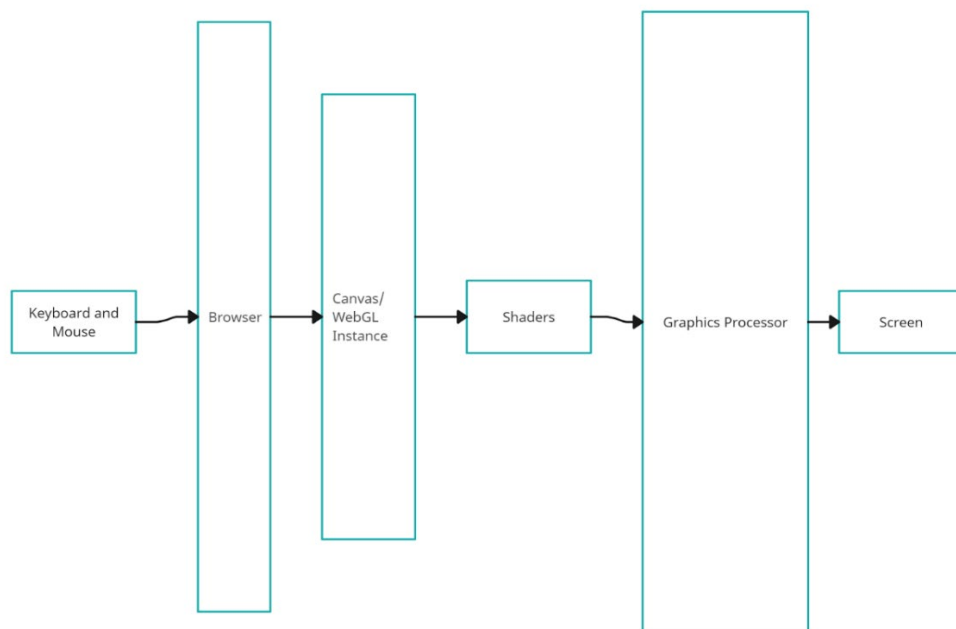 Keyboard and
Mouse
Browser
Canvas/
WebGL
Instance
Shaders
Graphics Processor
Screen